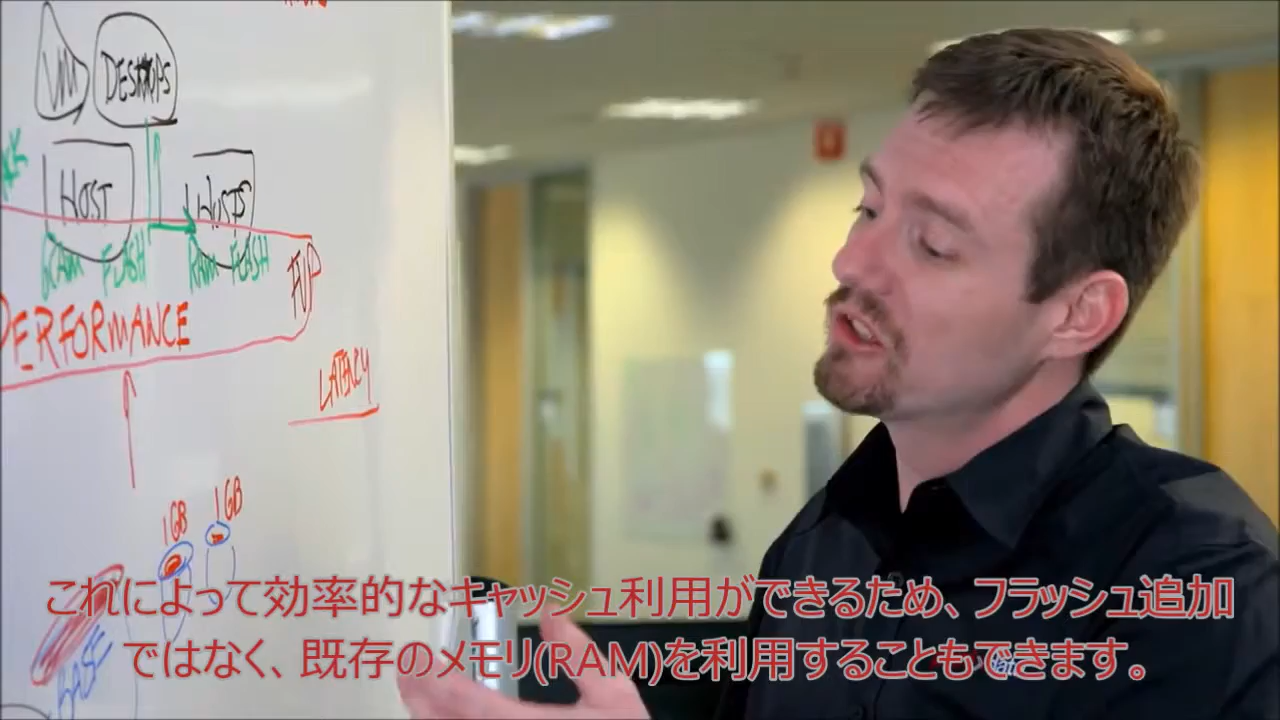 VM
DESKTOPS
HOST
HOSTS
RAM FLASH
RAM FLASH
FVP
PERFORMANCE
LATENCY
1GB
1GB
BASE
これによって効率的なキャッシュ利用ができるため、フラッシュ追加
ではなく、既存のメモリ(RAM)を利用することもできます。